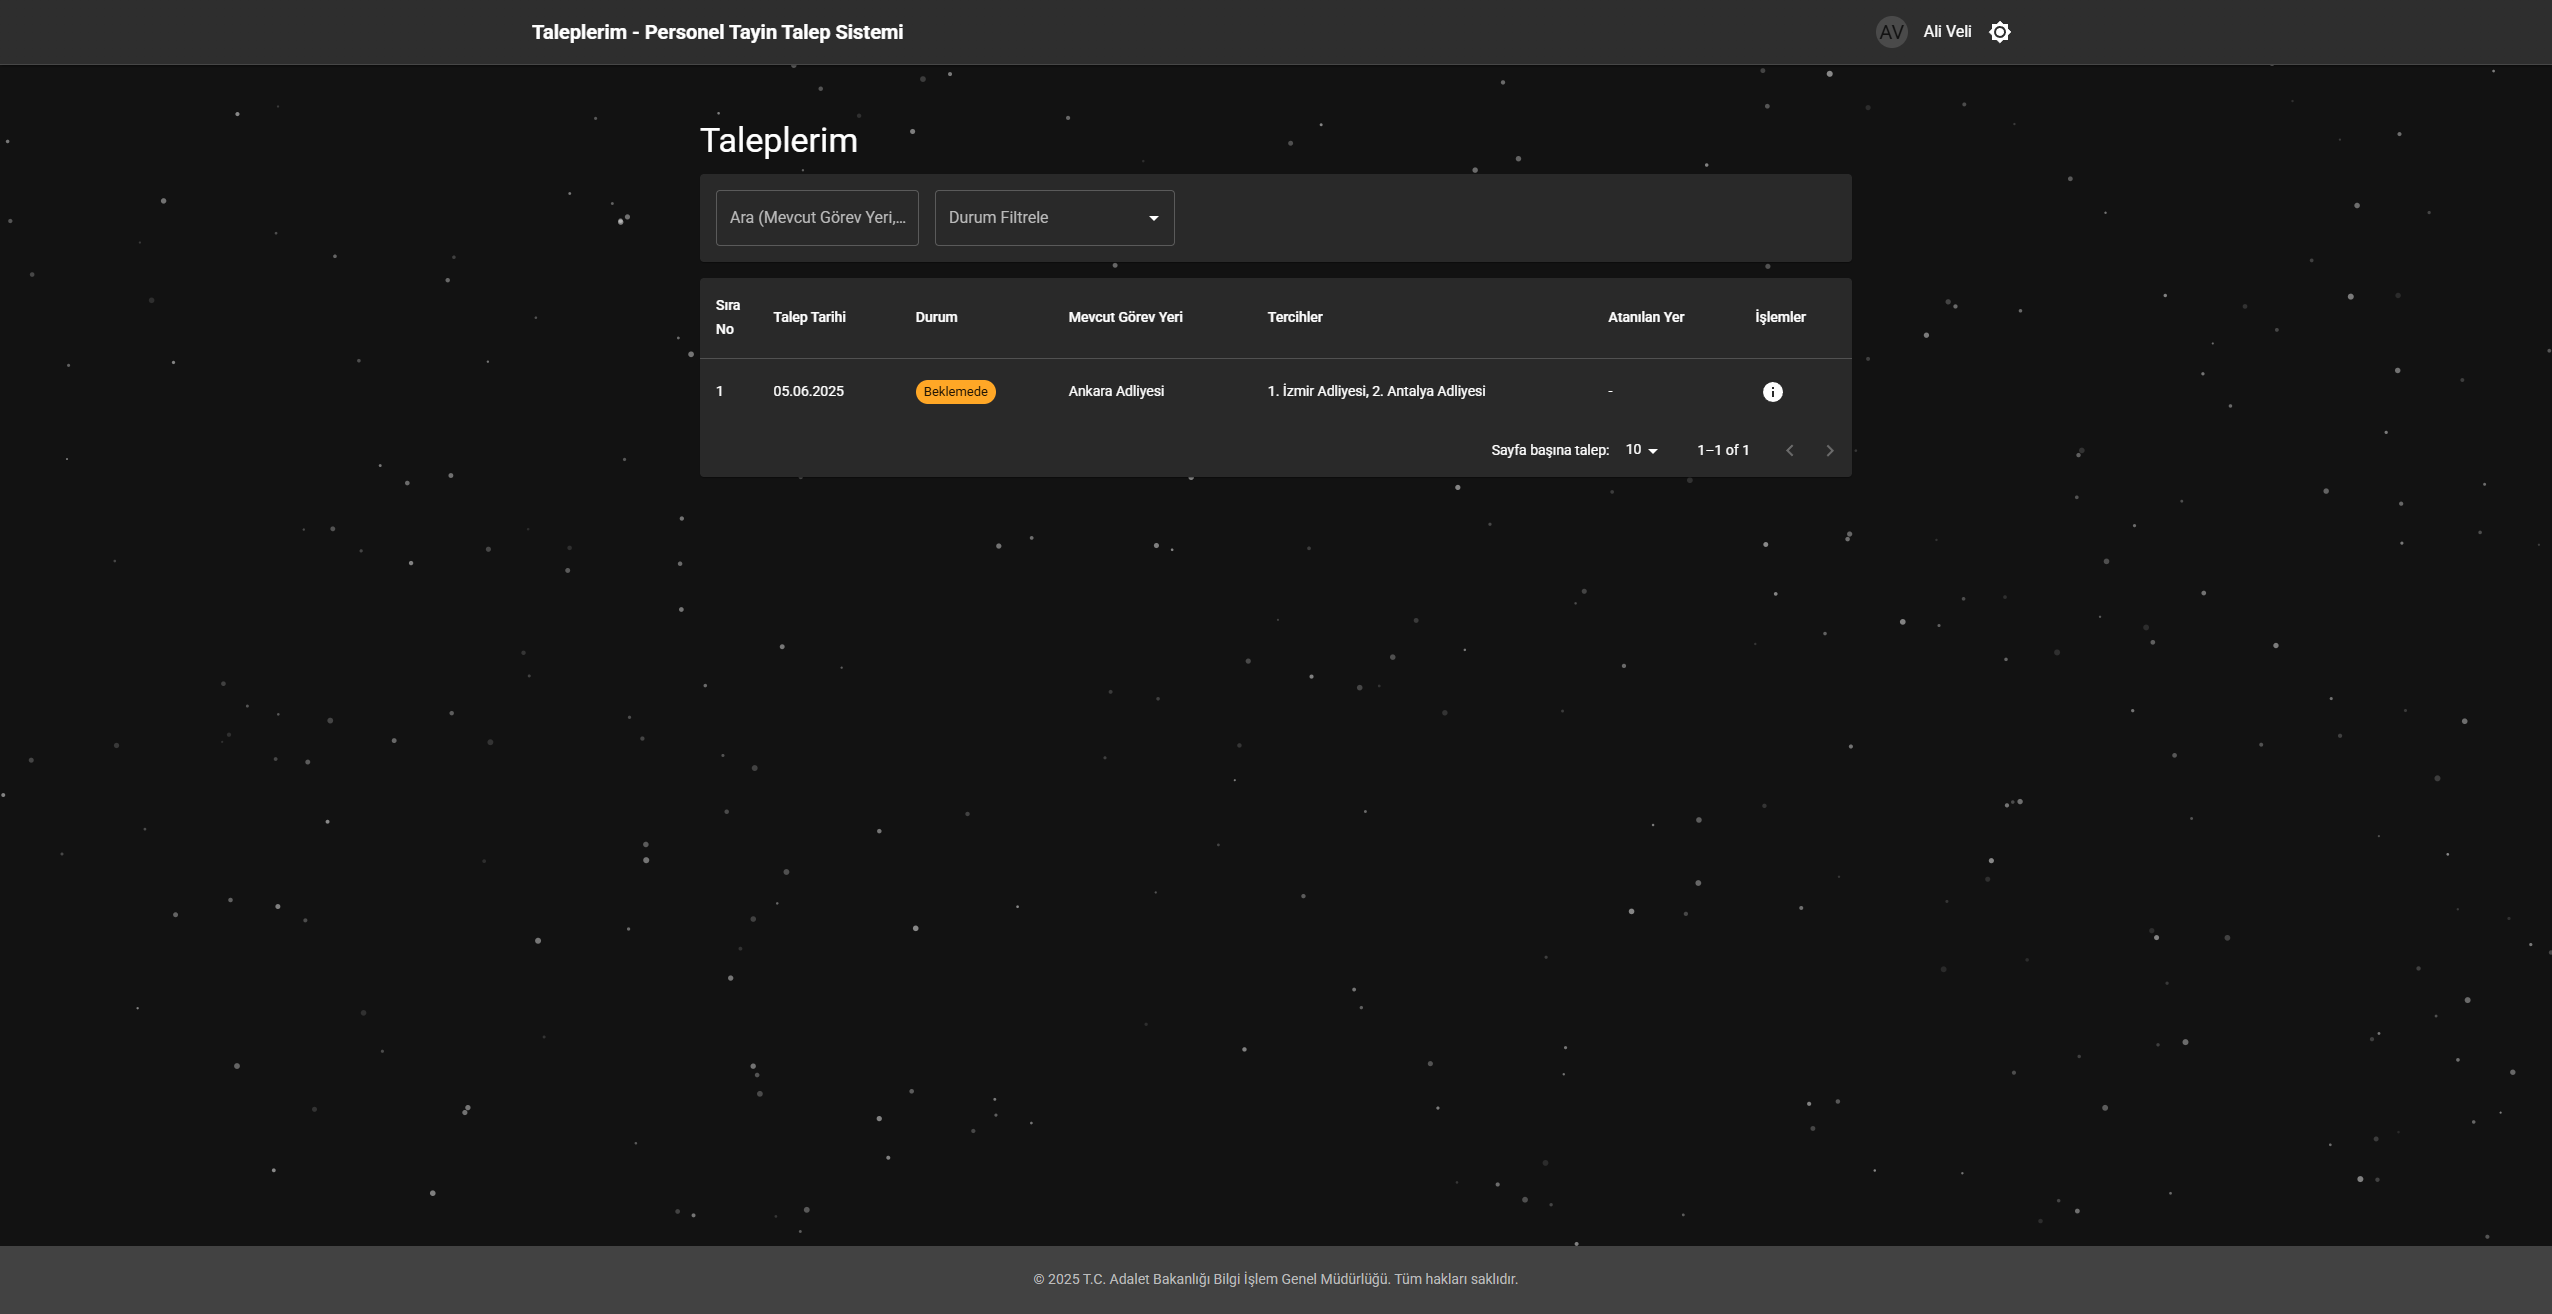 Taleplerim - Personel Tayin Talep Sistemi
AV Ali Veli
Taleplerim
Ara (Mevcut Görev Yeri,...
Durum Filtrele
Sıra No Talep Tarihi Durum Mevcut Görev Yeri Tercihler Atanılan Yer İşlemler
1 05.06.2025 Beklemede Ankara Adliyesi 1. İzmir Adliyesi, 2. Antalya Adliyesi -
Sayfa başına talep: 10 1–1 of 1
© 2025 T.C. Adalet Bakanlığı Bilgi İşlem Genel Müdürlüğü. Tüm hakları saklıdır.